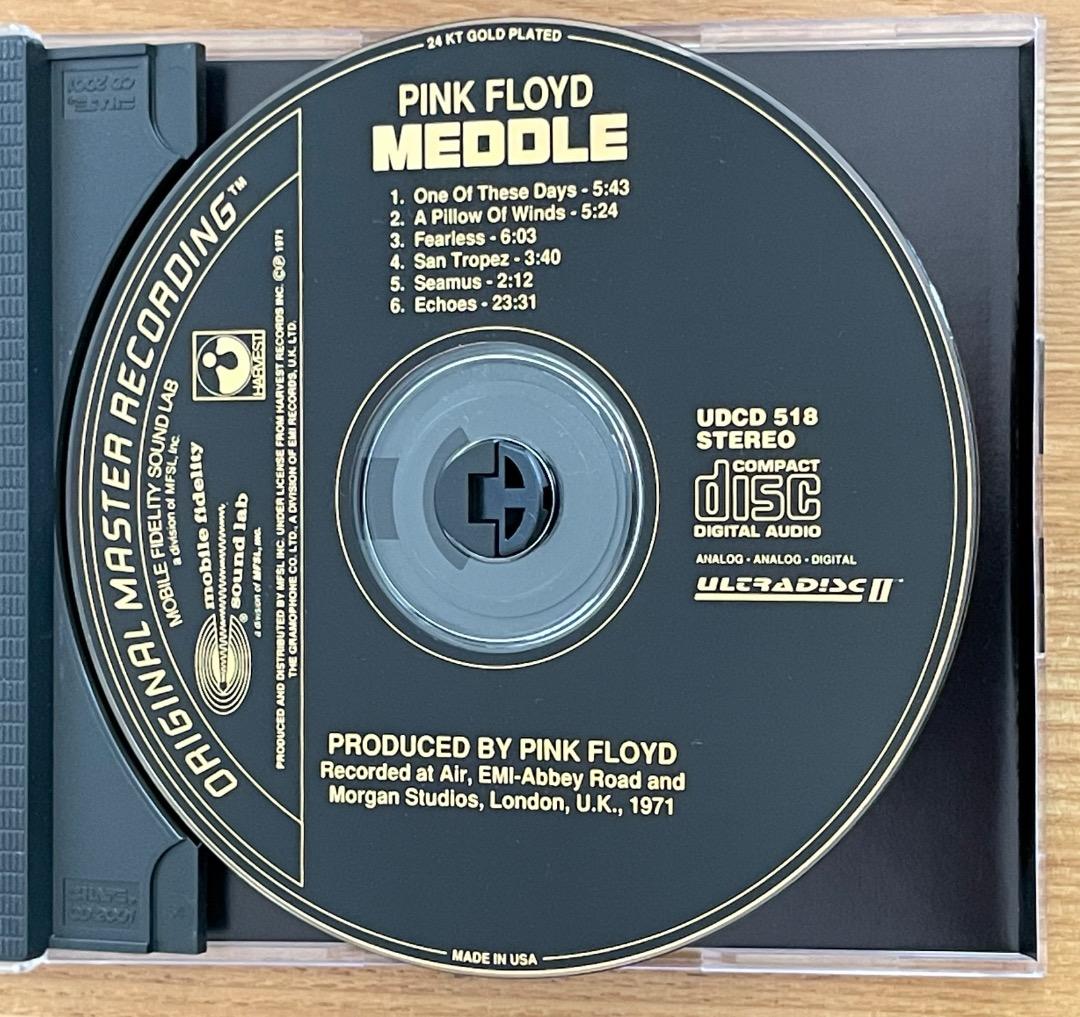 24 KT GOLD PLATED
PINK FLOYD
MEDDLE
1. One Of These Days - 5:43
2. A Pillow Of Winds - 5:24
3. Fearless - 6:03
4. San Tropez - 3:40
5. Seamus - 2:12
6. Echoes - 23:31
ORIGINAL MASTER RECORDING™
MOBILE FIDELITY SOUND LAB
a division of MFSL, Inc.
HARVEST
mobile fidelity
sound lab
®
a division of MFSL, inc.
PRODUCED AND DISTRIBUTED BY MFSL INC. UNDER LICENSE FROM HARVEST RECORDS INC. Ⓒ Ⓟ 1971
THE GRAMOPHONE CO. LTD., A DIVISION OF EMI RECORDS, U.K. LTD.
UDCD 518
STEREO
COMPACT
disc
DIGITAL AUDIO
ANALOG • ANALOG • DIGITAL
ULTRADISC II™
PRODUCED BY PINK FLOYD
Recorded at Air, EMI-Abbey Road and
Morgan Studios, London, U.K., 1971
MADE IN USA